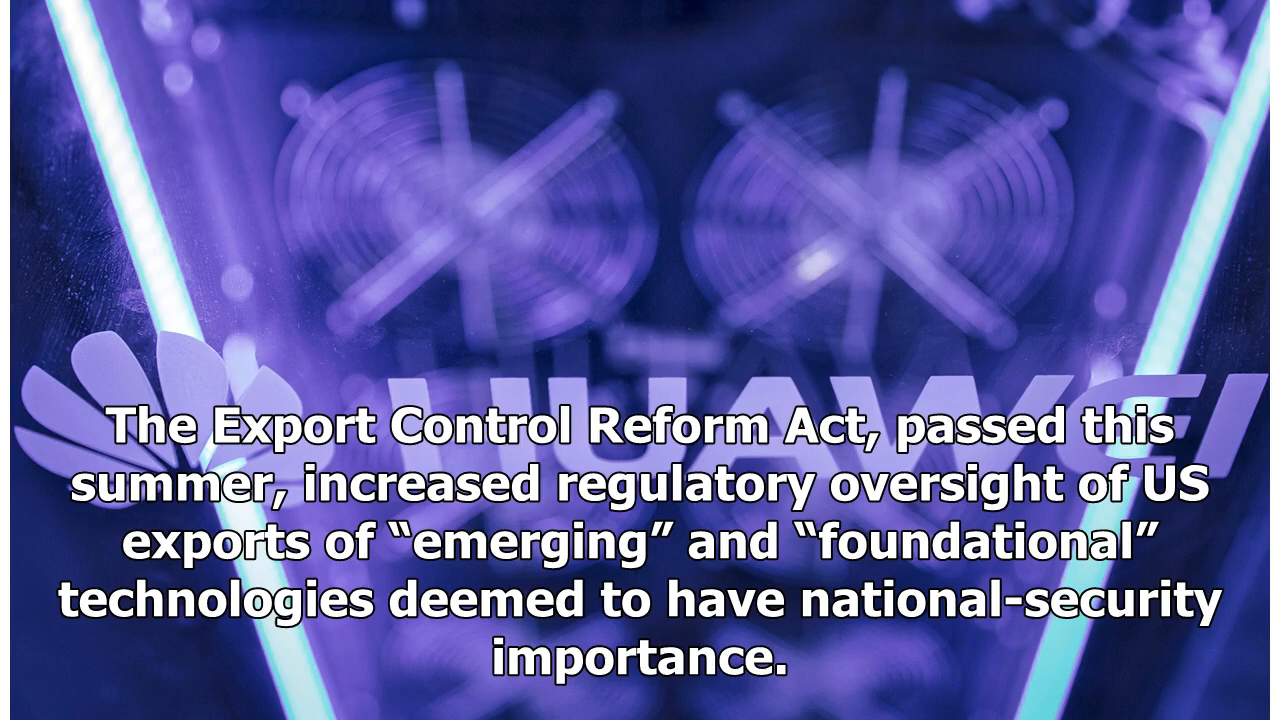 HUAWEI
The Export Control Reform Act, passed this
summer, increased regulatory oversight of US
exports of “emerging” and “foundational”
technologies deemed to have national-security
importance.